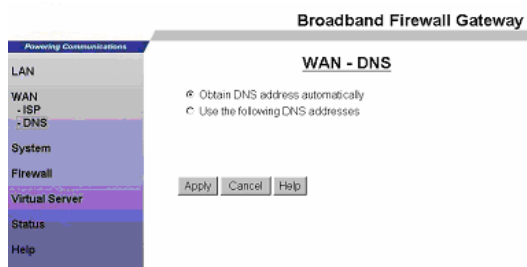 Broadband Firewall Gateway
Powering Communications
LAN
WAN
- ISP
- DNS
System
Firewall
Virtual Server
Status
Help
WAN - DNS
Obtain DNS address automatically
Use the following DNS addresses
Apply Cancel Help